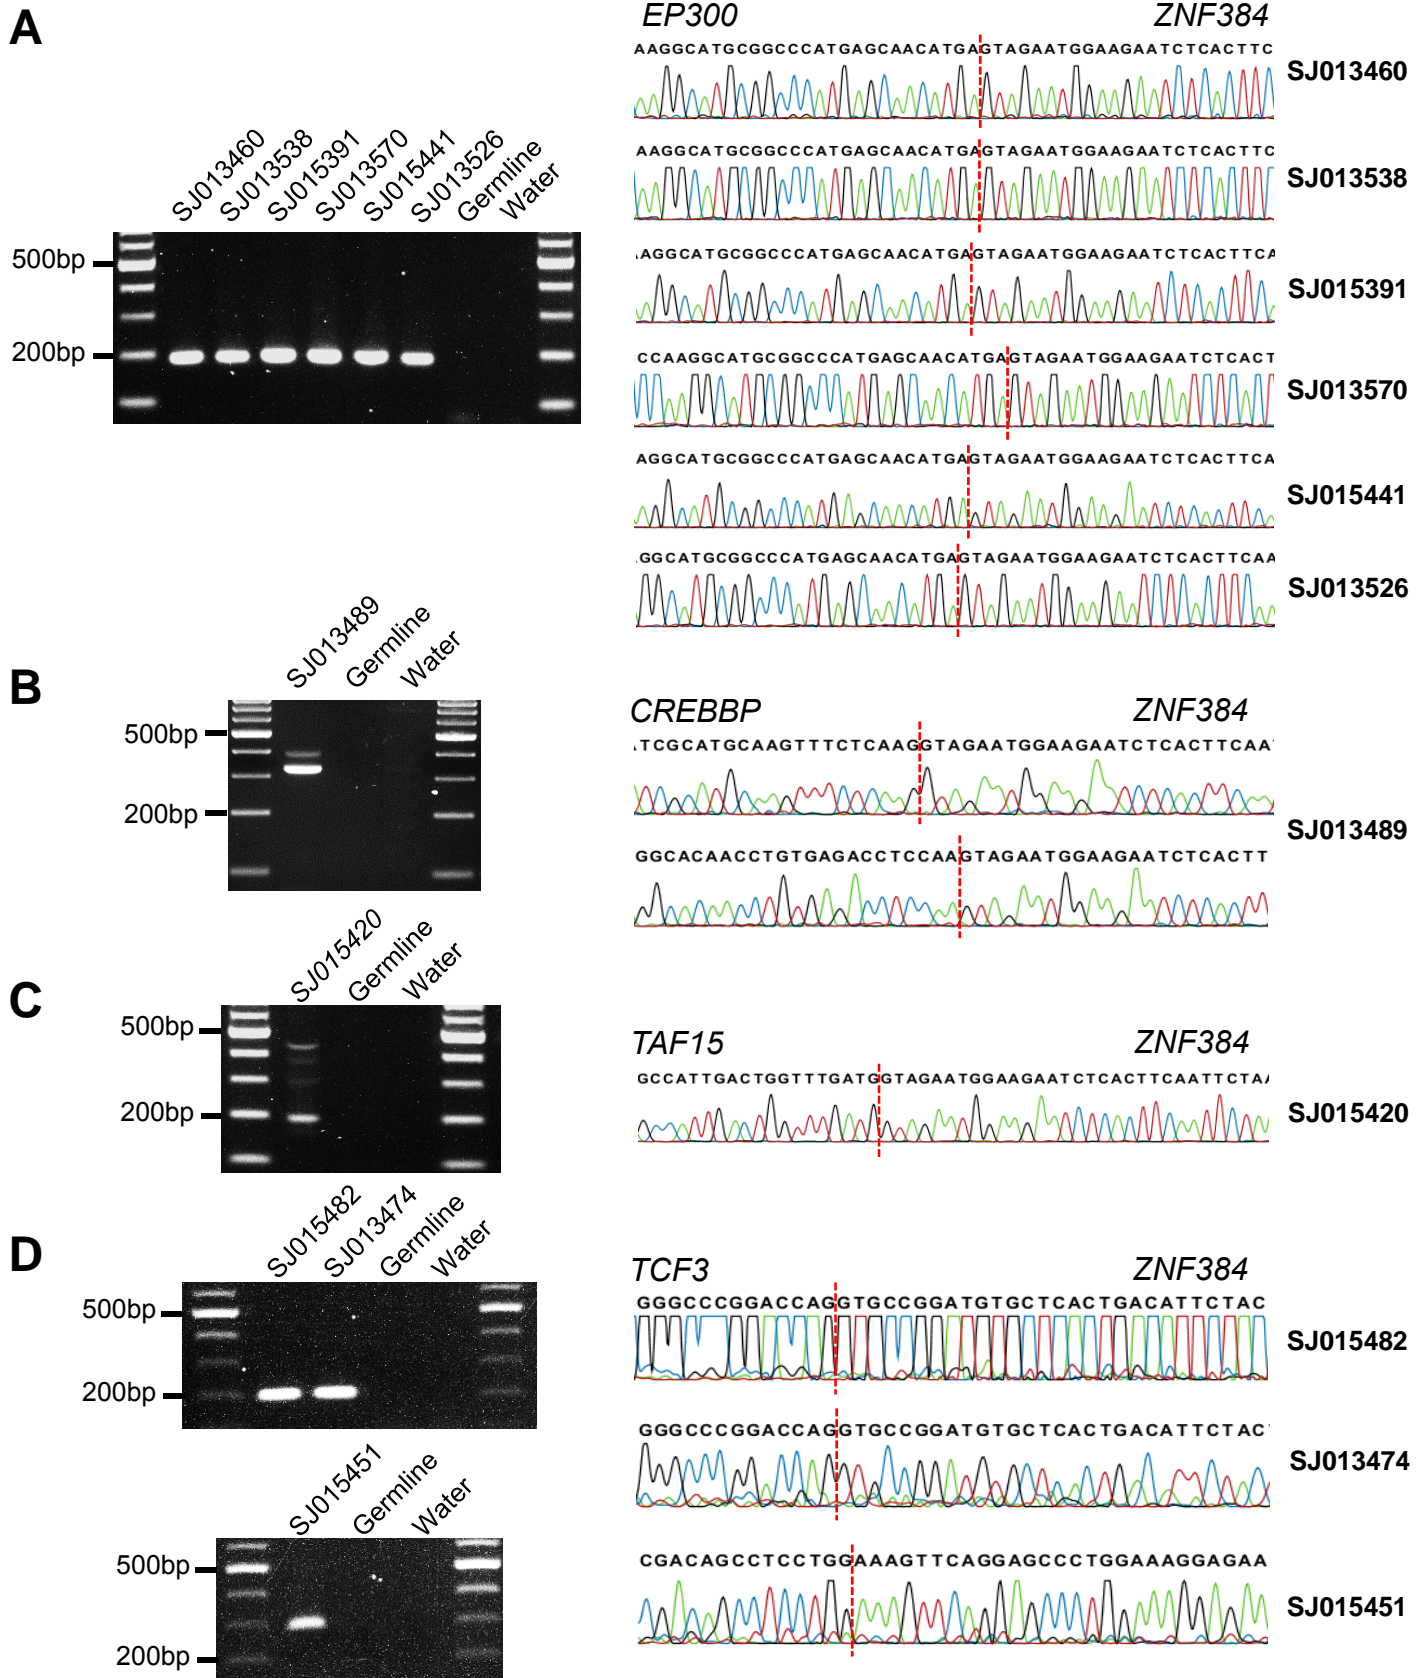 A
SJ013460
SJ013538
SJ015391
SJ013570
SJ015441
SJ013526
Germline
Water
500bp
200bp
EP300 ZNF384
AAGGCATGCGGCCCATGAGCAACATGAGTAGAATGGAAGAATCTCACTTC
SJ013460
AAGGCATGCGGCCCATGAGCAACATGAGTAGAATGGAAGAATCTCACTTC
SJ013538
AAGGCATGCGGCCCATGAGCAACATGAGTAGAATGGAAGAATCTCACTTCA
SJ015391
CCAAGGCATGCGGCCCATGAGCAACATGAGTAGAATGGAAGAATCTCACT
SJ013570
AGGCATGCGGCCCATGAGCAACATGAGTAGAATGGAAGAATCTCACTTCA
SJ015441
GGCATGCGGCCCATGAGCAACATGAGTAGAATGGAAGAATCTCACTTCAA
SJ013526
B
SJ013489
Germline
Water
500bp
200bp
CREBBP ZNF384
TCGCATGCAAGTTTCTCAAGGTAGAATGGAAGAATCTCACTTCAA
GGCACAACCTGTGAGACCTCCAAGTAGAATGGAAGAATCTCACTT
SJ013489
C
SJ015420
Germline
Water
500bp
200bp
TAF15 ZNF384
GCCATTGACTGGTTTGATGGTAGAATGGAAGAATCTCACTTCAATTCTAA
SJ015420
D
SJ015482
SJ013474
Germline
Water
500bp
200bp
TCF3 ZNF384
GGGCCCGGACCAGGTGCCGGATGTGCTCACTGACATTCTAC
SJ015482
GGGCCCGGACCAGGTGCCGGATGTGCTCACTGACATTCTAC
SJ013474
SJ015451
Germline
Water
500bp
200bp
CGACAGCCTCCTGGAAAGTTCAGGAGCCCTGGAAAGGAGAA
SJ015451